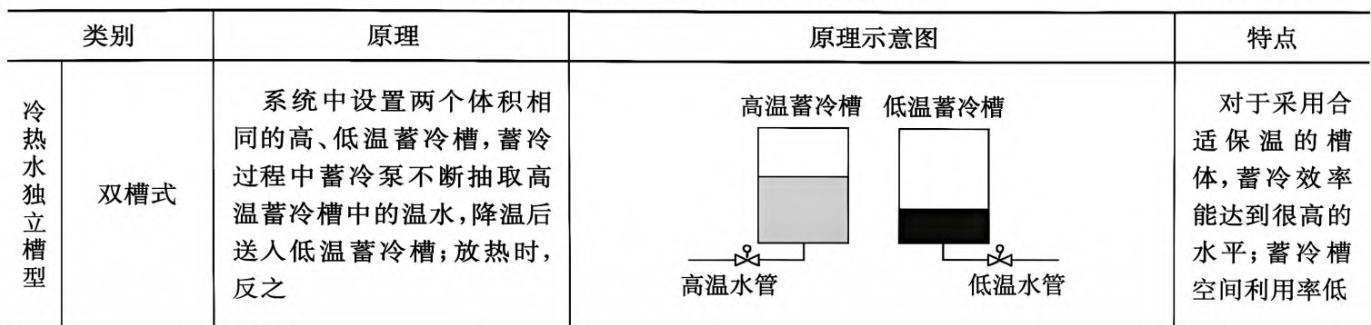 类别 原理 原理示意图 特点
冷热水独立槽型
双槽式
系统中设置两个体积相
同的高、低温蓄冷槽，蓄冷
过程中蓄冷泵不断抽取高
温蓄冷槽中的温水，降温后
送入低温蓄冷槽；放热时，
反之
高温蓄冷槽 低温蓄冷槽
高温水管 低温水管
对于采用合
适保温的槽
体，蓄冷效率
能达到很高的
水平；蓄冷槽
空间利用率低